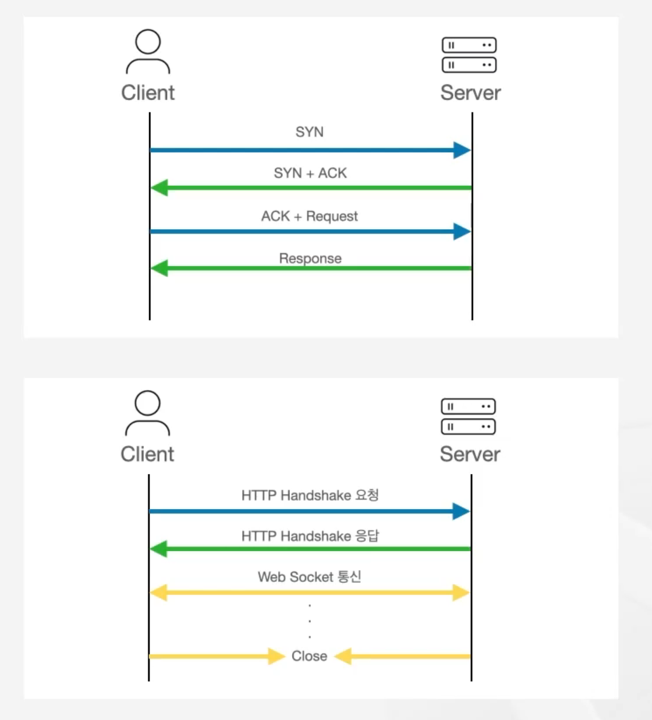 Client
Server
SYN
SYN + ACK
ACK + Request
Response
Client
Server
HTTP Handshake 요청
HTTP Handshake 응답
Web Socket 통신
Close